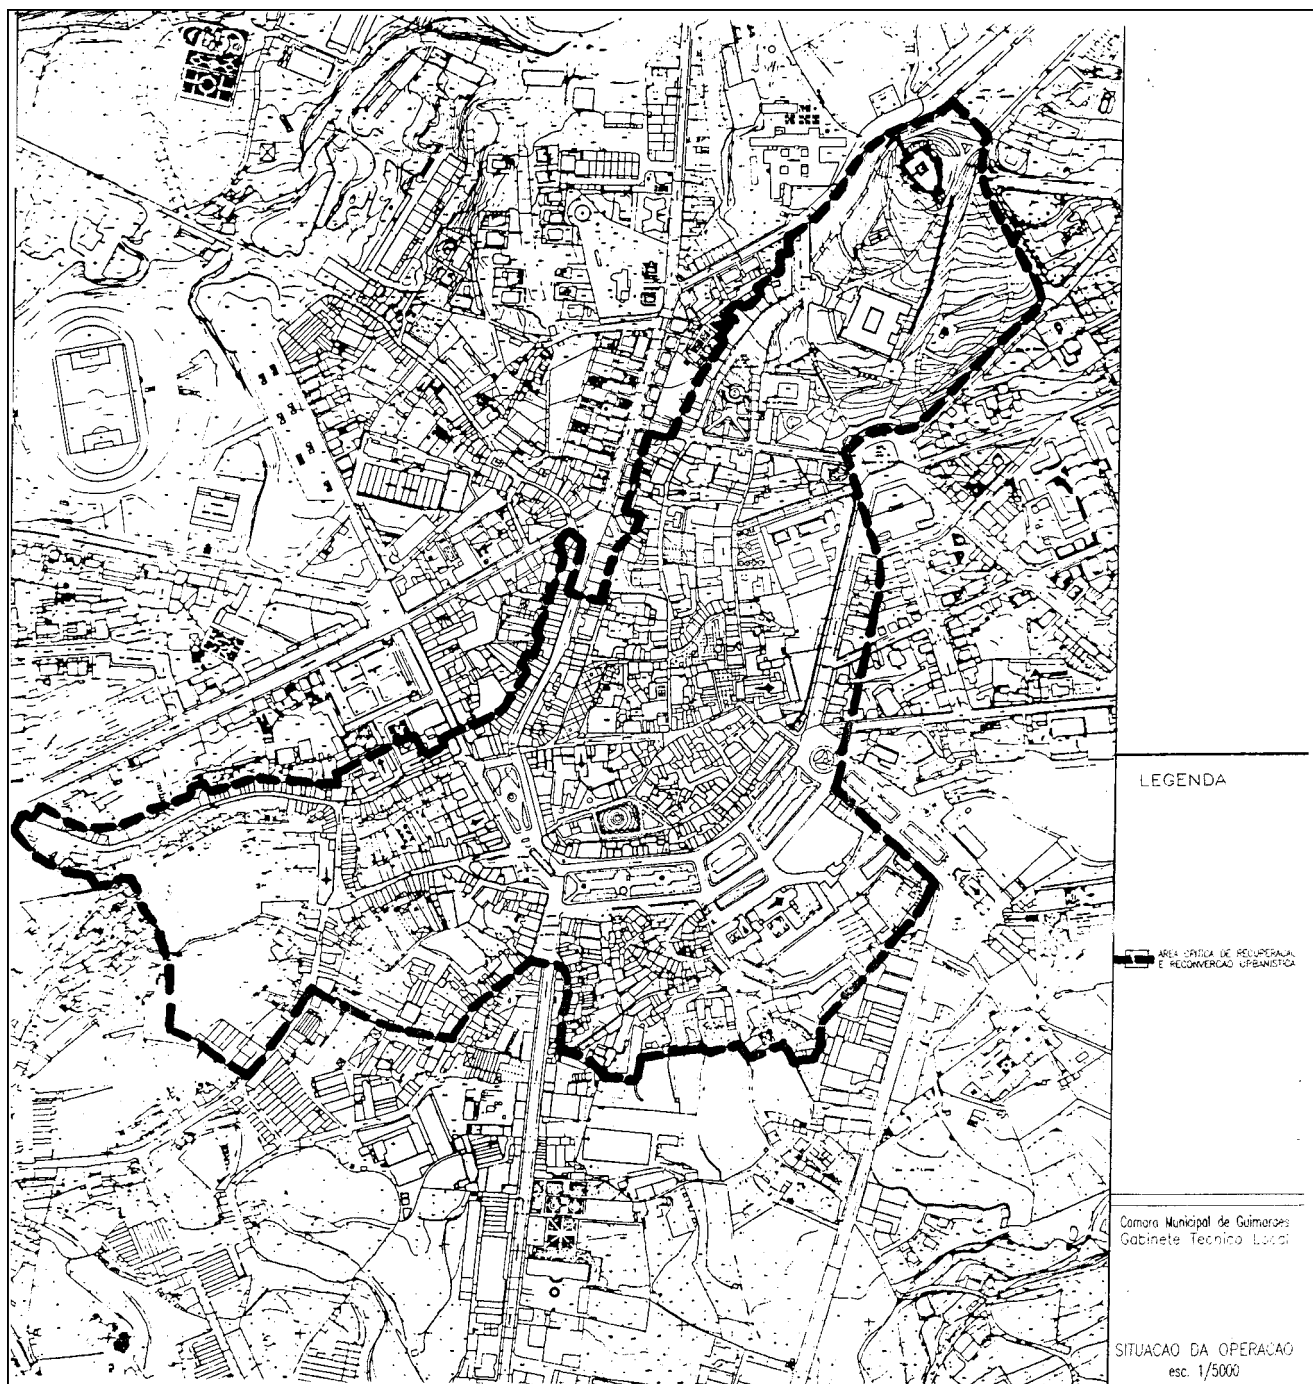 LEGENDA
AREA CRITICA DE RECUPERACAO
E RECONVERCAO URBANISTICA
Camara Municipal de Guimaraes
Gabinete Tecnico Local
SITUACAO DA OPERACAO
esc. 1/5000